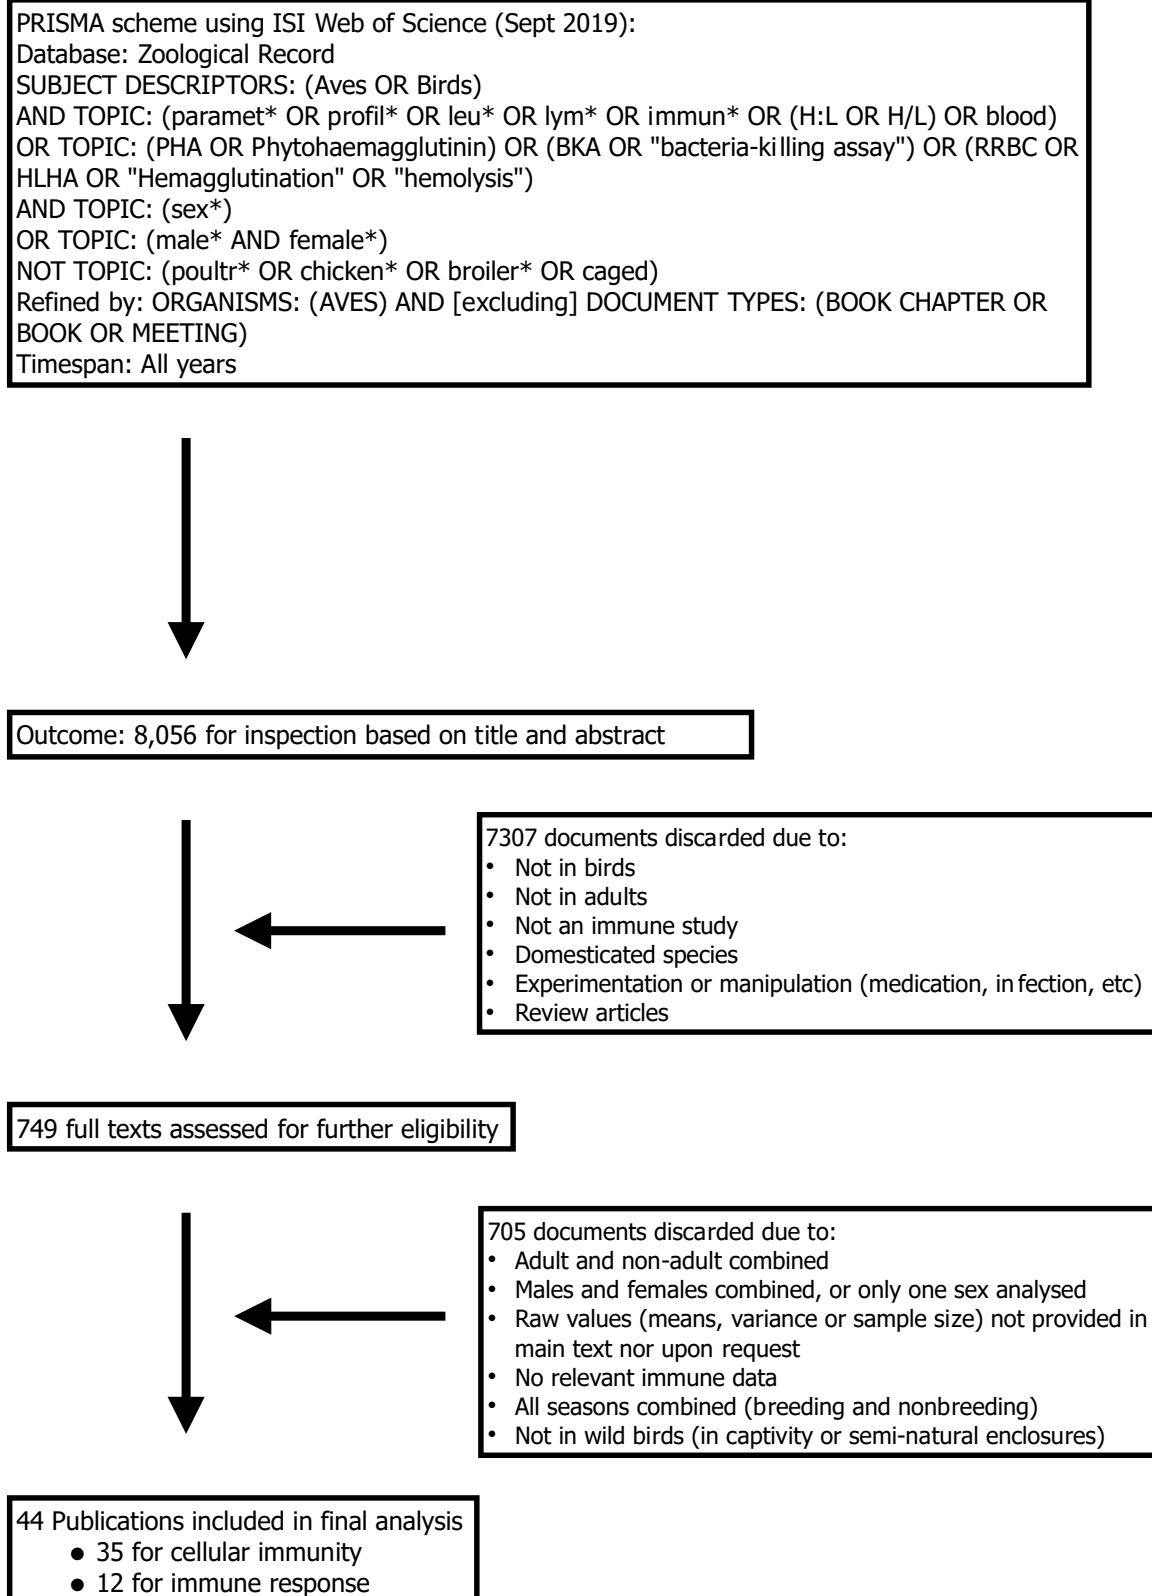 PRISMA scheme using ISI Web of Science (Sept 2019):
Database: Zoological Record
SUBJECT DESCRIPTORS: (Aves OR Birds)
AND TOPIC: (paramet* OR profil* OR leu* OR lym* OR immun* OR (H:L OR H/L) OR blood)
OR TOPIC: (PHA OR Phytohaemagglutinin) OR (BKA OR "bacteria-killing assay") OR (RRBC OR
HLHA OR "Hemagglutination" OR "hemolysis")
AND TOPIC: (sex*)
OR TOPIC: (male* AND female*)
NOT TOPIC: (poultr* OR chicken* OR broiler* OR caged)
Refined by: ORGANISMS: (AVES) AND [excluding] DOCUMENT TYPES: (BOOK CHAPTER OR
BOOK OR MEETING)
Timespan: All years
Outcome: 8,056 for inspection based on title and abstract
7307 documents discarded due to:
• Not in birds
• Not in adults
• Not an immune study
• Domesticated species
• Experimentation or manipulation (medication, infection, etc)
• Review articles
749 full texts assessed for further eligibility
705 documents discarded due to:
• Adult and non-adult combined
• Males and females combined, or only one sex analysed
• Raw values (means, variance or sample size) not provided in
main text nor upon request
• No relevant immune data
• All seasons combined (breeding and nonbreeding)
• Not in wild birds (in captivity or semi-natural enclosures)
44 Publications included in final analysis
● 35 for cellular immunity
● 12 for immune response